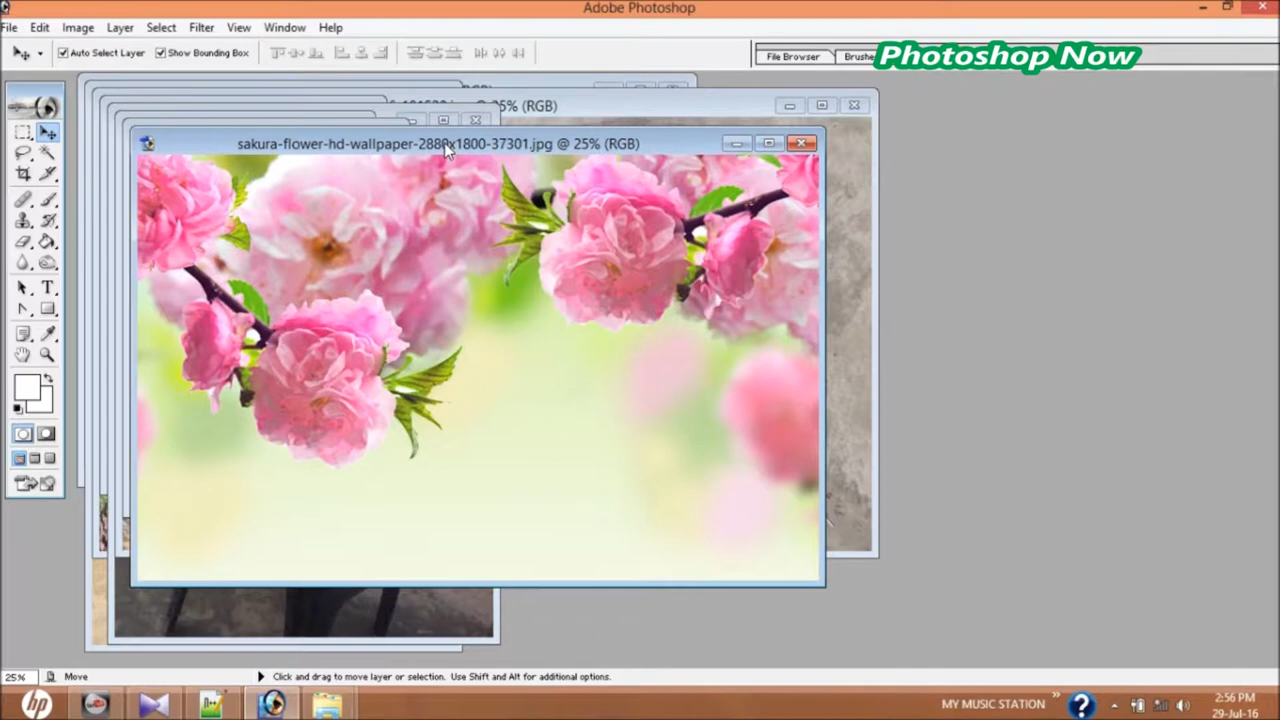 Adobe Photoshop
File Edit Image Layer Select Filter View Window Help
Auto Select Layer Show Bounding Box
File Browser
Photoshop Now
@ 25% (RGB)
sakura-flower-hd-wallpaper-2880x1800-37301.jpg @ 25% (RGB)
25% Move Click and drag to move layer or selection. Use Shift and Alt for additional options.
hp
MY MUSIC STATION
2:56 PM
29-Jul-16